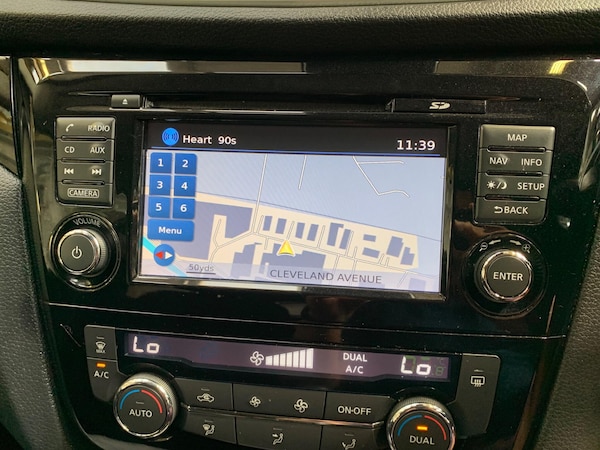 SD
RADIO
CD AUX
CAMERA
VOLUME
Heart 90s 11:39
1 2
3 4
5 6
Menu
50yds
CLEVELAND AVENUE
MAP
NAV INFO
SETUP
BACK
ENTER
MAX
A/C
Lo
DUAL
A/C
Lo
AUTO
ON-OFF
DUAL